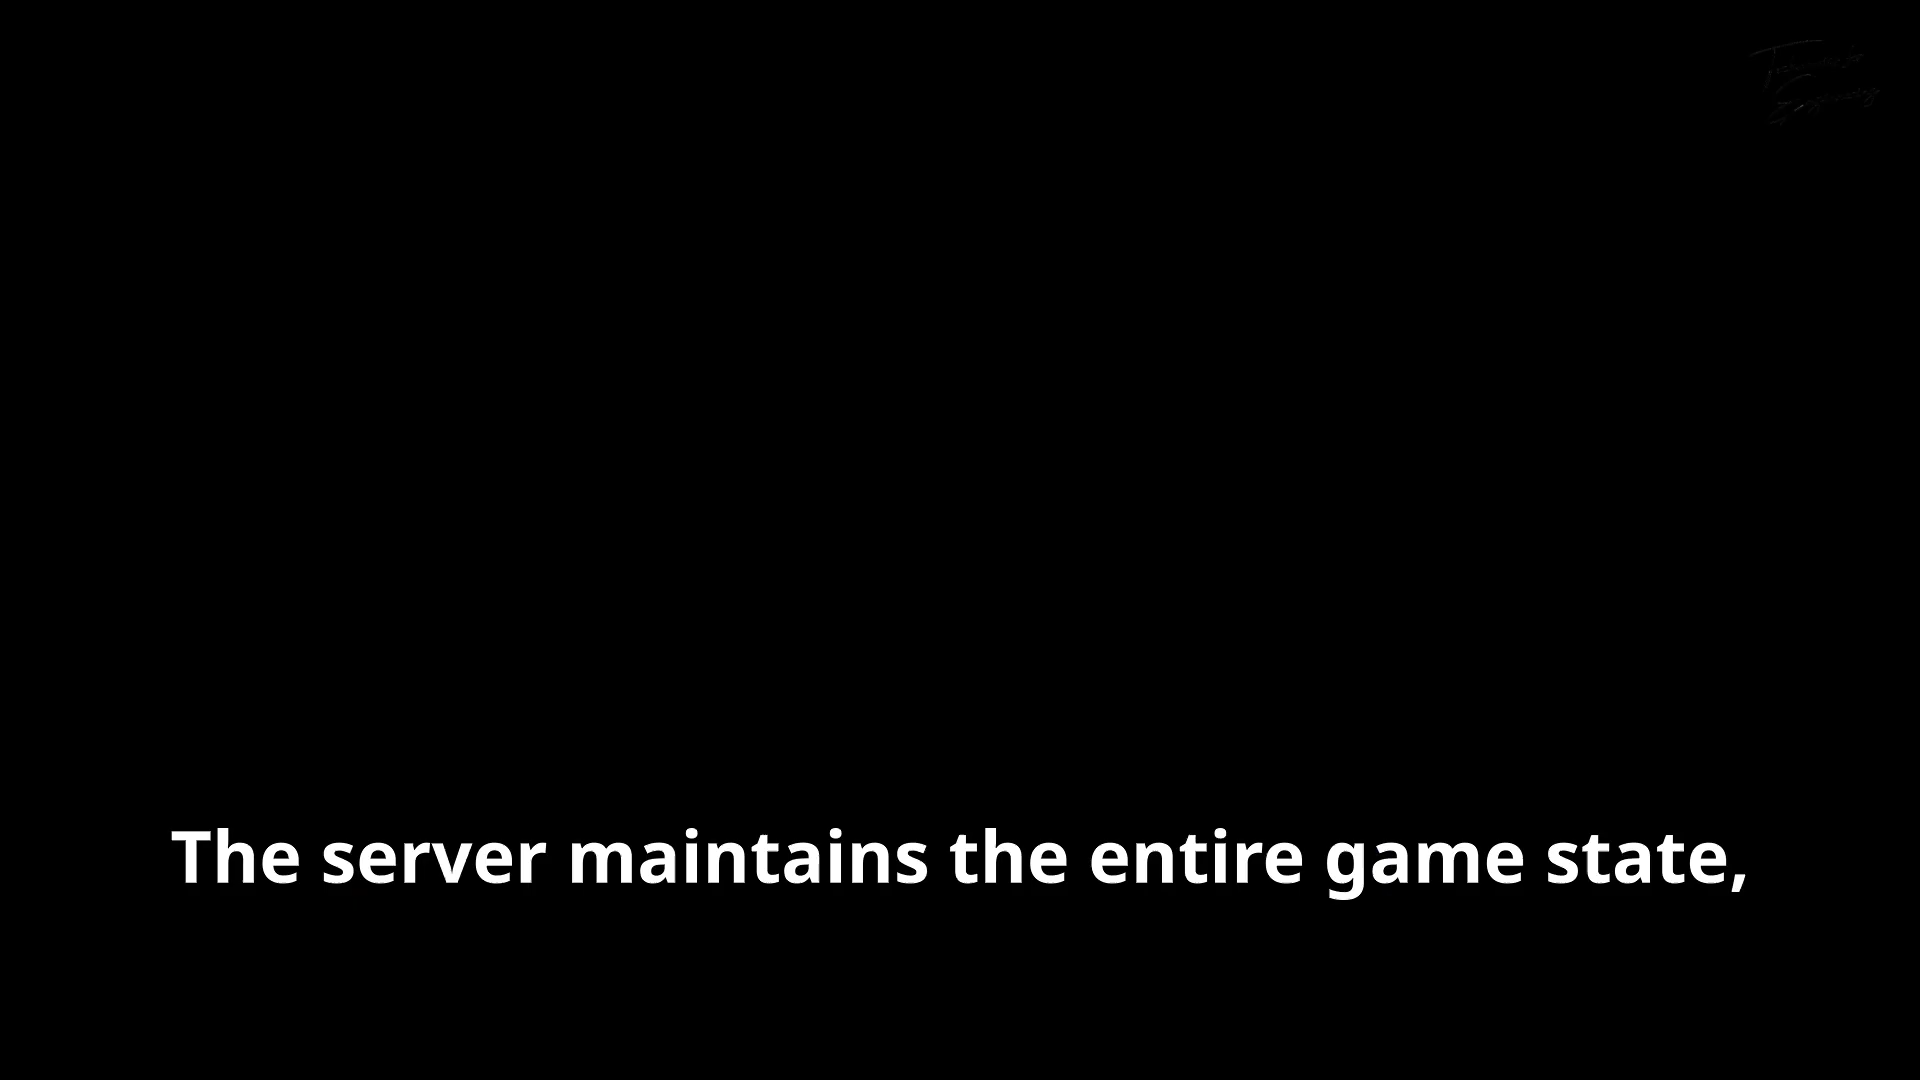 The server maintains the entire game state,